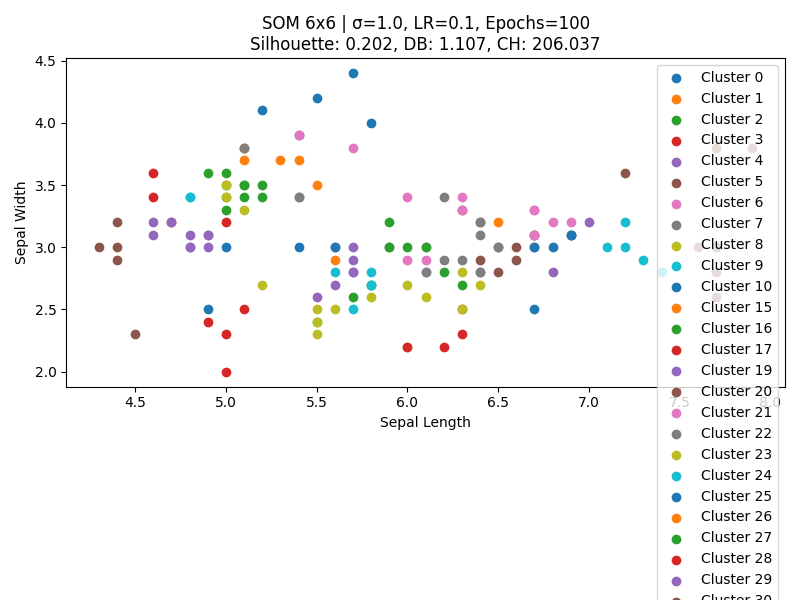 SOM 6x6 | σ=1.0, LR=0.1, Epochs=100
Silhouette: 0.202, DB: 1.107, CH: 206.037
4.5
4.0
3.5
3.0
2.5
2.0
Sepal Width
4.5 5.0 5.5 6.0 6.5 7.0 7.5 8.0
Sepal Length
Cluster 0
Cluster 1
Cluster 2
Cluster 3
Cluster 4
Cluster 5
Cluster 6
Cluster 7
Cluster 8
Cluster 9
Cluster 10
Cluster 15
Cluster 16
Cluster 17
Cluster 19
Cluster 20
Cluster 21
Cluster 22
Cluster 23
Cluster 24
Cluster 25
Cluster 26
Cluster 27
Cluster 28
Cluster 29
Cluster 30